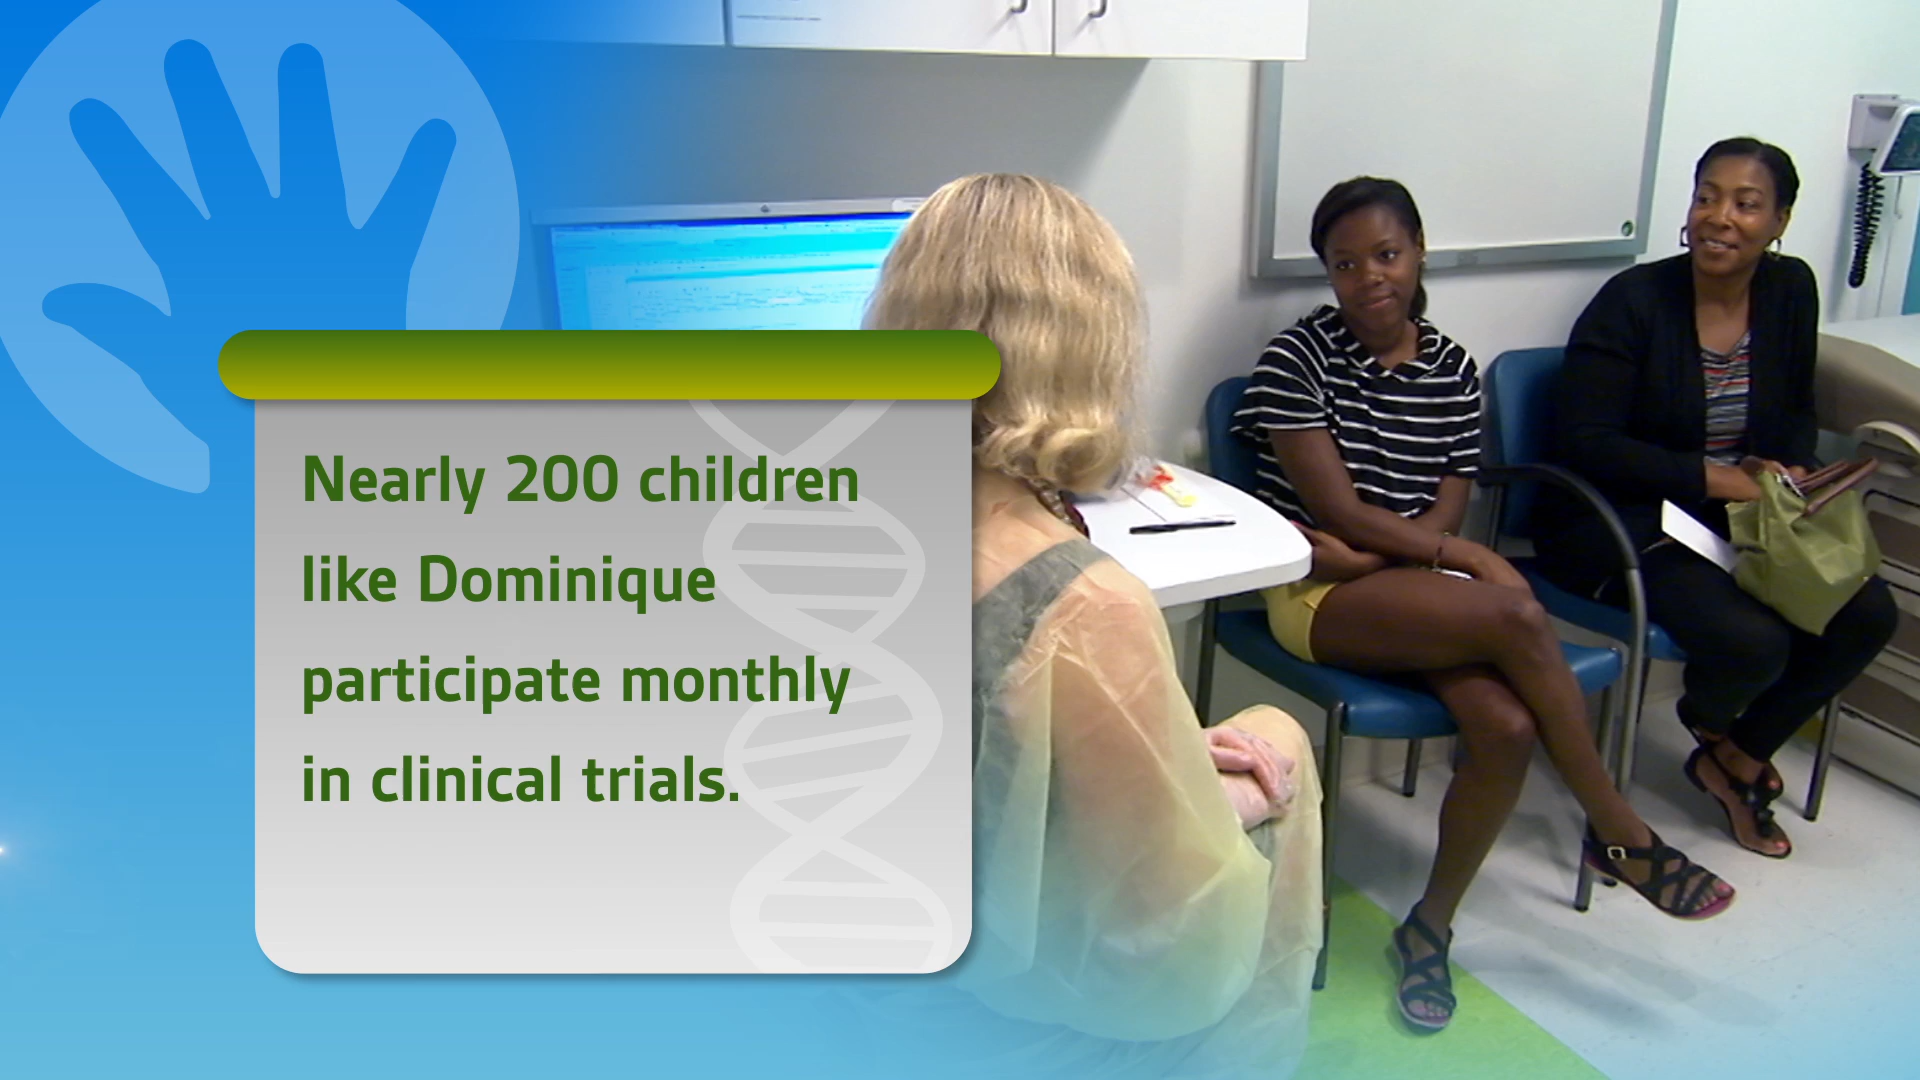 Nearly 200 children
like Dominique
participate monthly
in clinical trials.